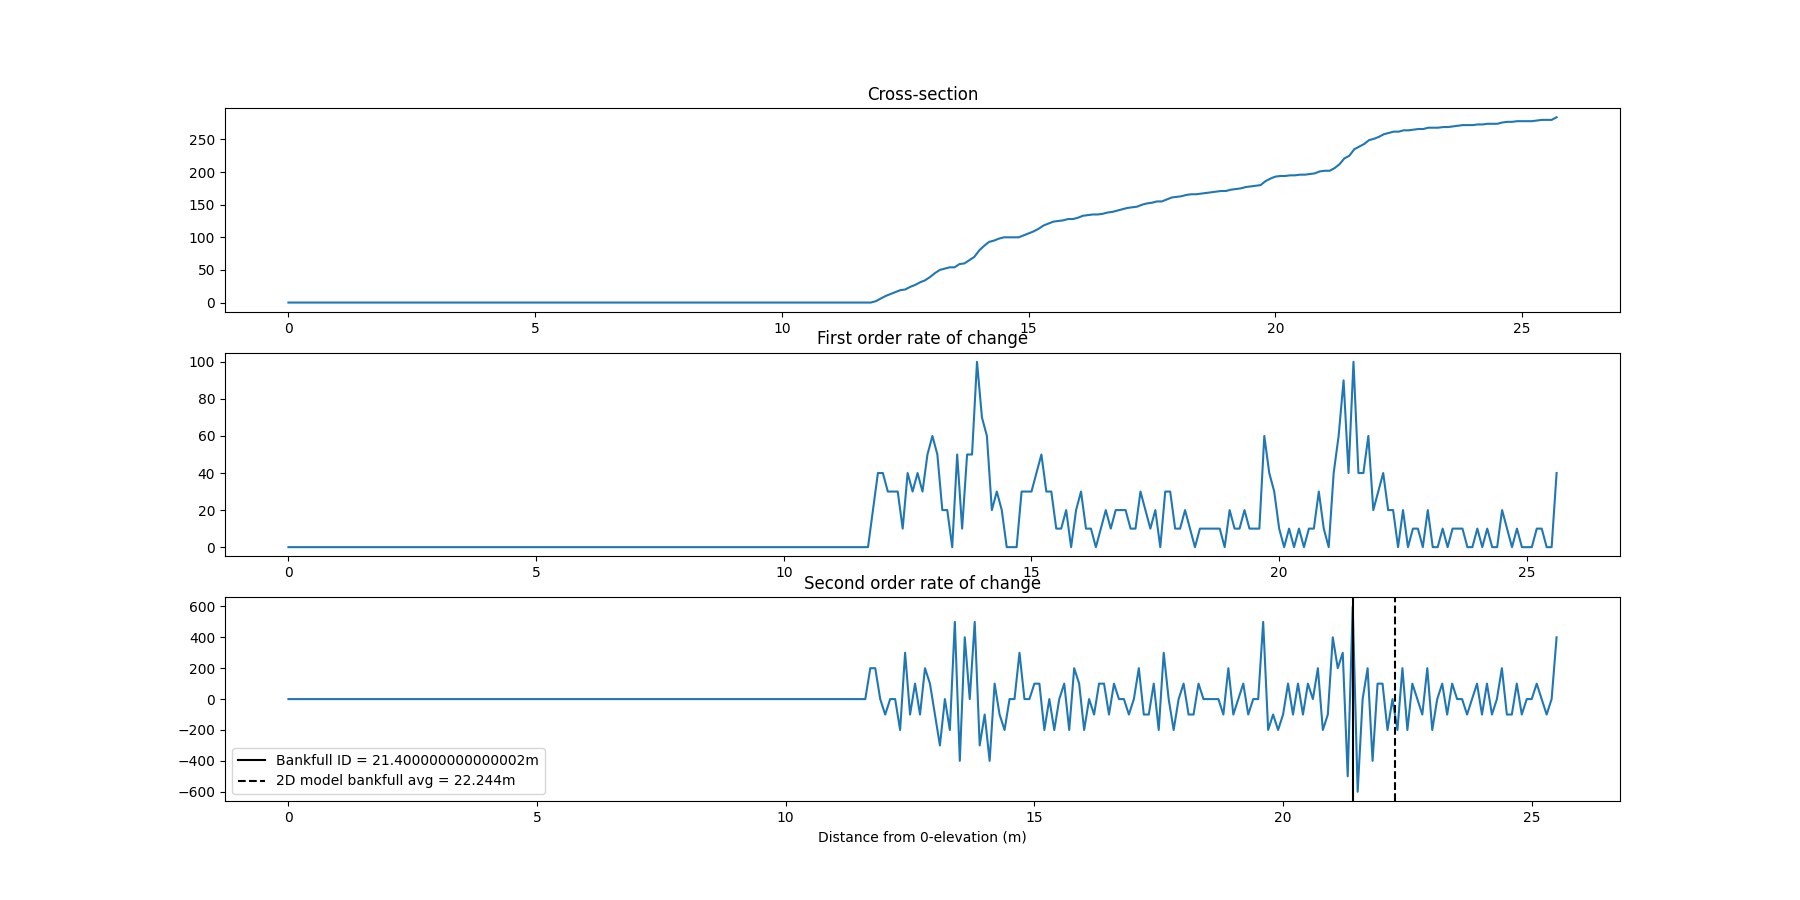 Cross-section
250
200
150
100
50
0
0 5 10 15 20 25
First order rate of change
100
80
60
40
20
0
0 5 10 15 20 25
Second order rate of change
600
400
200
0
−200
−400
−600
Bankfull ID = 21.400000000000002m
2D model bankfull avg = 22.244m
0 5 10 15 20 25
Distance from 0-elevation (m)